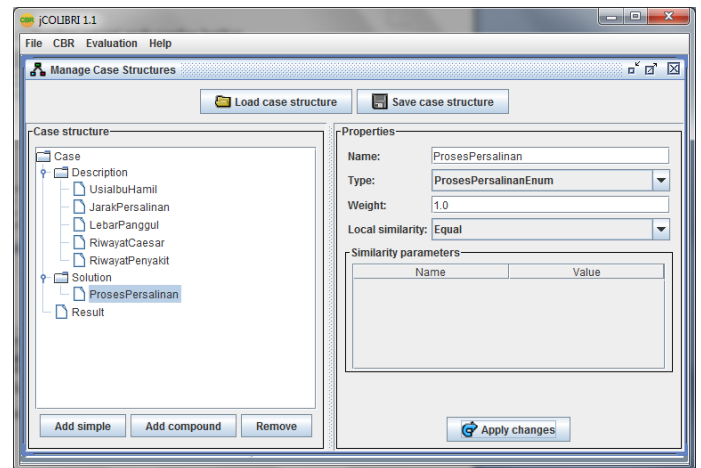 CBR jCOLIBRI 1.1
File CBR Evaluation Help
Manage Case Structures
Load case structure Save case structure
Case structure
Case
Description
UsiaIbuHamil
JarakPersalinan
LebarPanggul
RiwayatCaesar
RiwayatPenyakit
Solution
ProsesPersalinan
Result
Add simple Add compound Remove
Properties
Name: ProsesPersalinan
Type: ProsesPersalinanEnum
Weight: 1.0
Local similarity: Equal
Similarity parameters
Name Value
Apply changes